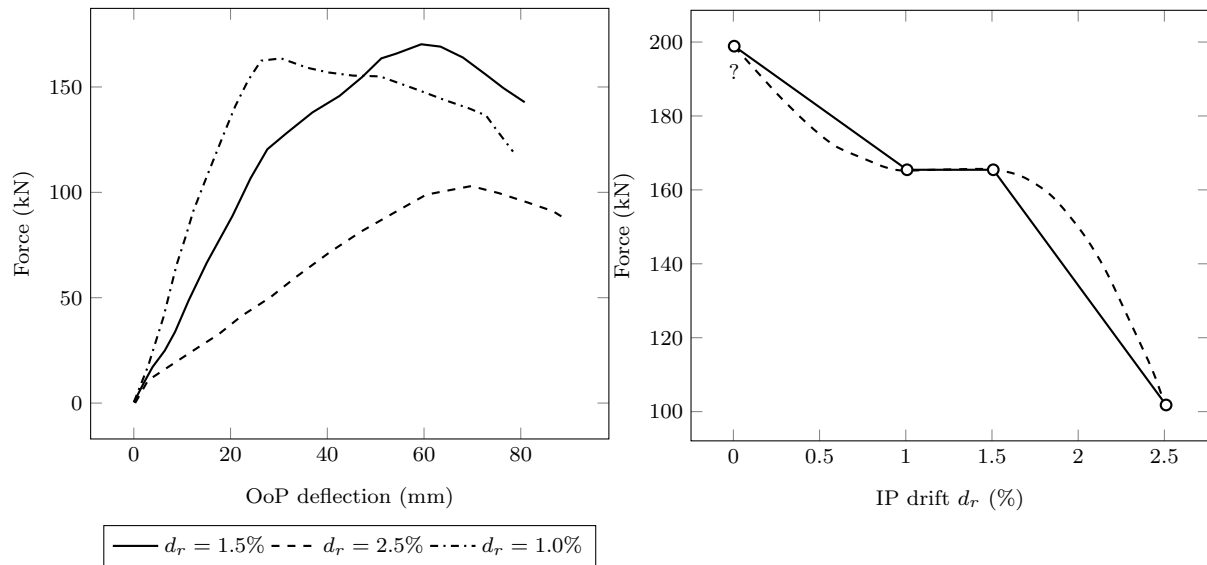 150
100
50
0
Force (kN)
0 20 40 60 80
OoP deflection (mm)
d_r = 1.5% d_r = 2.5% d_r = 1.0%
200
180
160
140
120
100
Force (kN)
?
0 0.5 1 1.5 2 2.5
IP drift d_r (%)